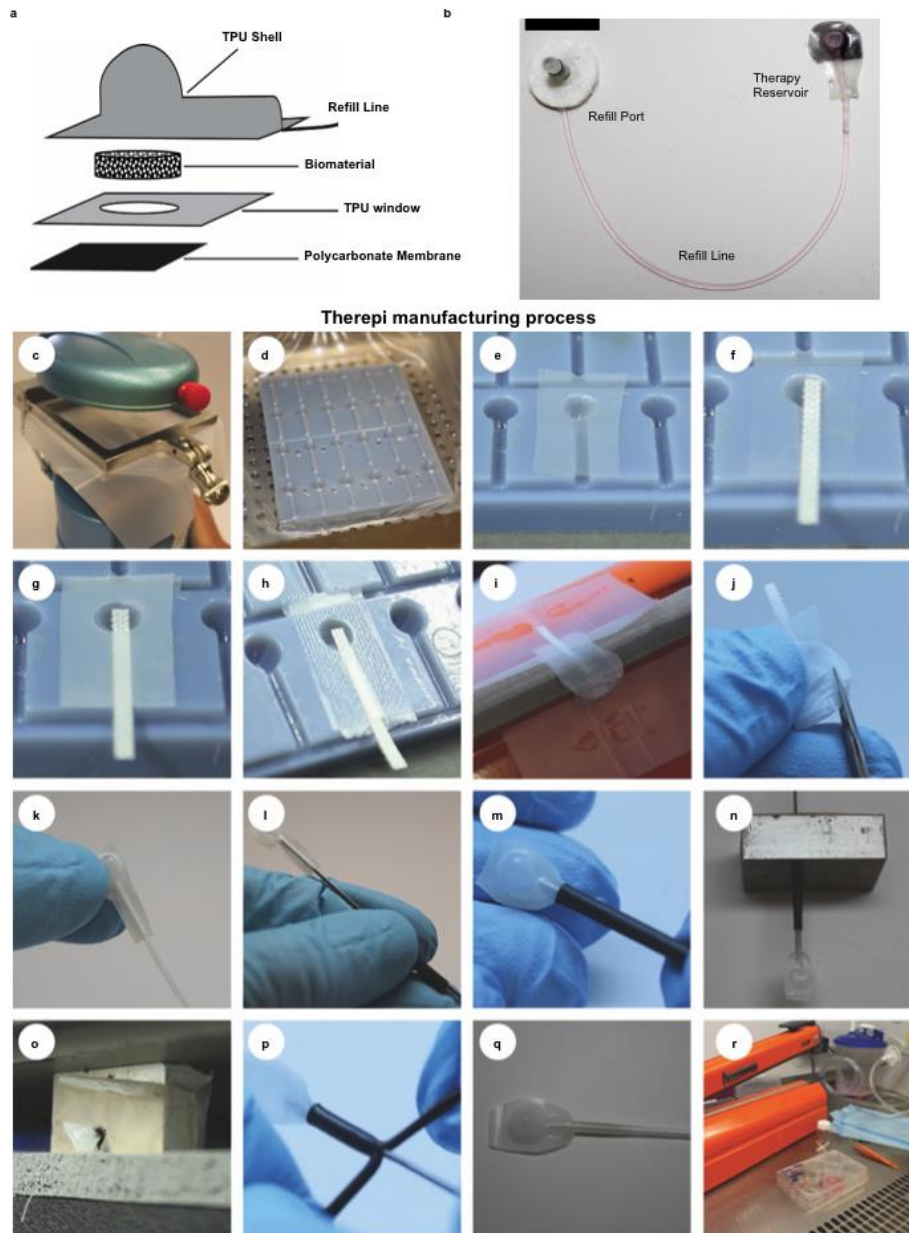 a
TPU Shell
Refill Line
Biomaterial
TPU window
Polycarbonate Membrane
b
Refill Port
Therapy
Reservoir
Refill Line
Therepi manufacturing process
c
d
e
f
g
h
i
j
k
l
m
n
o
p
q
r